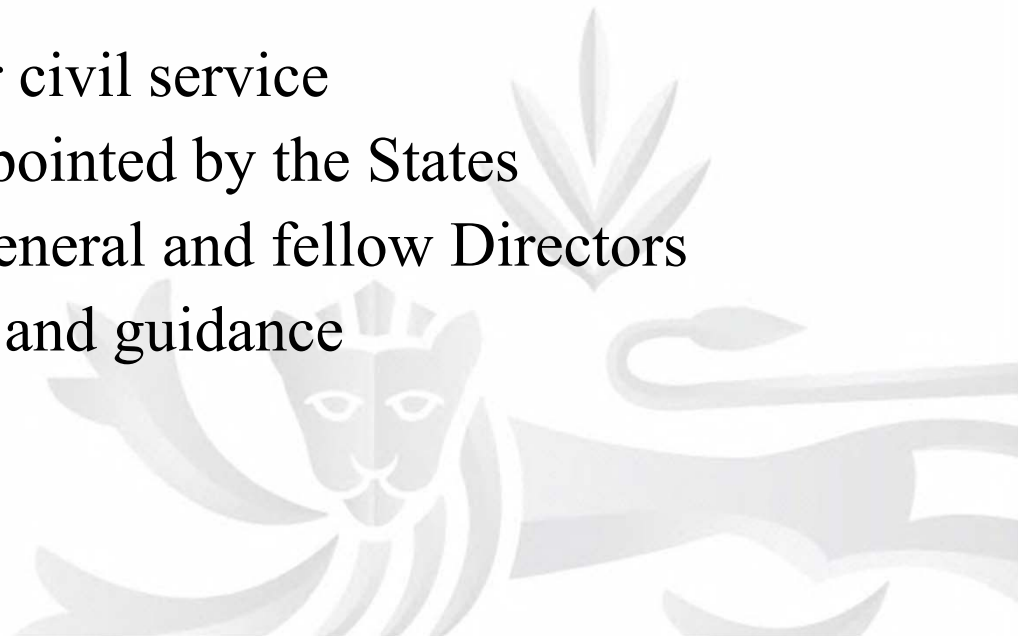 civil service
pointed by the States
eneral and fellow Directors
and guidance